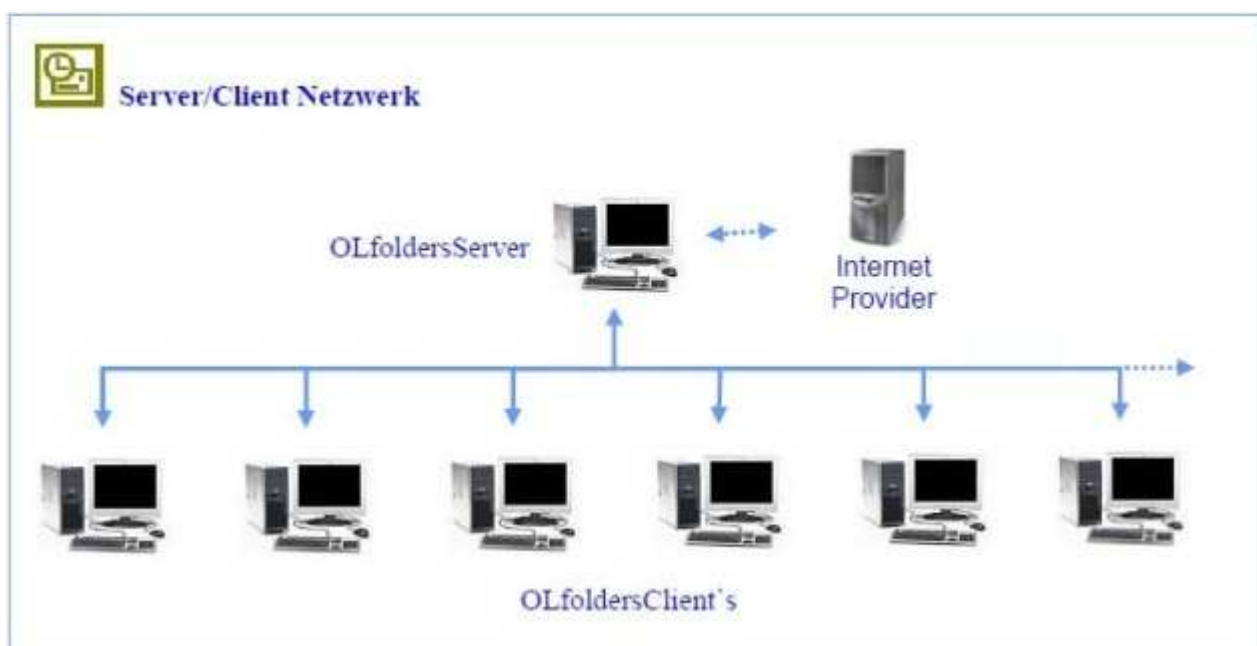 Server/Client Netzwerk
OLfoldersServer
Internet
Provider
OLfoldersClient`s